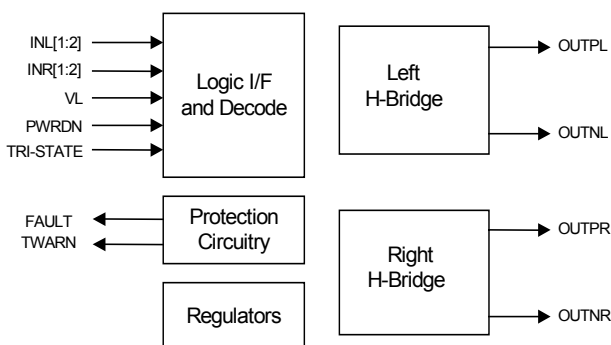 INL[1:2]
INR[1:2]
VL
PWRDN
TRI-STATE
Logic I/F
and Decode
FAULT
TWARN
Protection
Circuitry
Regulators
Left
H-Bridge
OUTPL
OUTNL
Right
H-Bridge
OUTPR
OUTNR